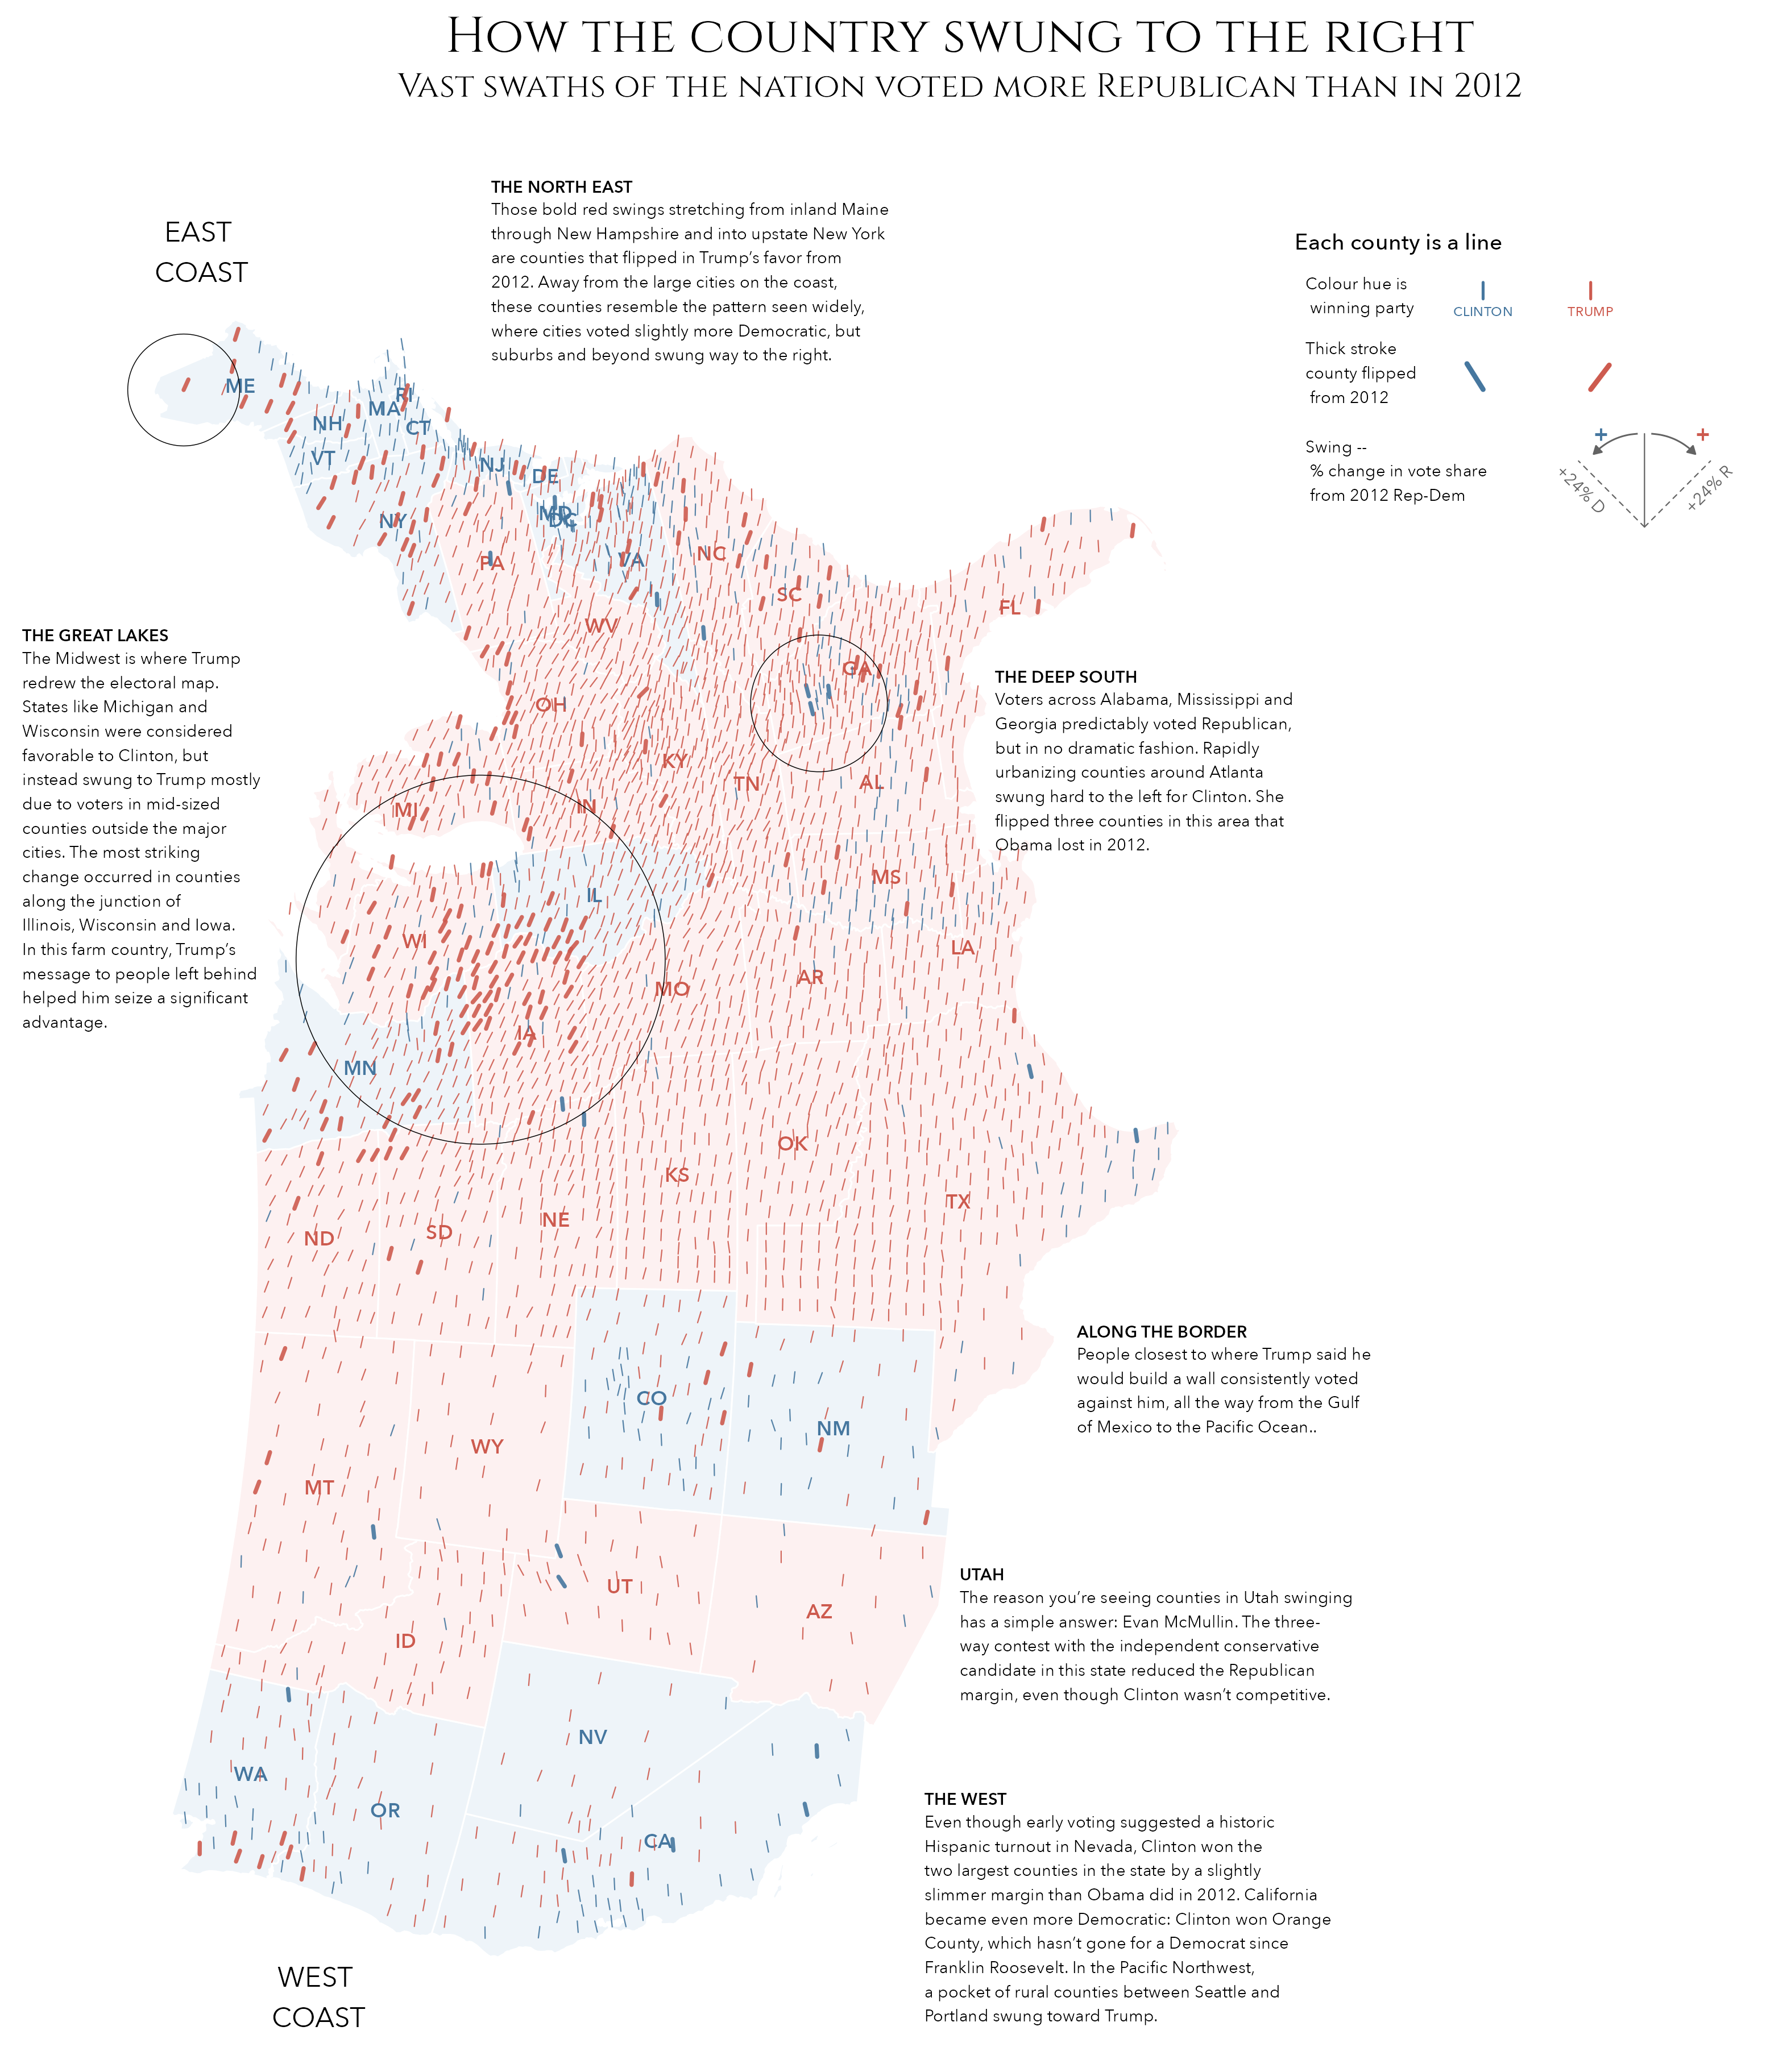 How the country swung to the right
Vast swaths of the nation voted more Republican than in 2012
THE NORTH EAST
Those bold red swings stretching from inland Maine
through New Hampshire and into upstate New York
are counties that flipped in Trump’s favor from
2012. Away from the large cities on the coast,
these counties resemble the pattern seen widely,
where cities voted slightly more Democratic, but
suburbs and beyond swung way to the right.
EAST
COAST
Each county is a line
Colour hue is
winning party
CLINTON
TRUMP
Thick stroke
county flipped
from 2012
Swing --
% change in vote share
from 2012 Rep-Dem
+
+
+24% D
+24% R
ME
NH
VT
MA
RI
CT
NY
NJ
DE
MD
DC
PA
VA
WV
NC
SC
GA
FL
OH
KY
TN
AL
MI
IN
IL
MS
WI
LA
MO
AR
IA
MN
OK
KS
TX
NE
SD
ND
CO
NM
WY
MT
UT
AZ
ID
NV
WA
OR
CA
THE GREAT LAKES
The Midwest is where Trump
redrew the electoral map.
States like Michigan and
Wisconsin were considered
favorable to Clinton, but
instead swung to Trump mostly
due to voters in mid-sized
counties outside the major
cities. The most striking
change occurred in counties
along the junction of
Illinois, Wisconsin and Iowa.
In this farm country, Trump’s
message to people left behind
helped him seize a significant
advantage.
THE DEEP SOUTH
Voters across Alabama, Mississippi and
Georgia predictably voted Republican,
but in no dramatic fashion. Rapidly
urbanizing counties around Atlanta
swung hard to the left for Clinton. She
flipped three counties in this area that
Obama lost in 2012.
ALONG THE BORDER
People closest to where Trump said he
would build a wall consistently voted
against him, all the way from the Gulf
of Mexico to the Pacific Ocean..
UTAH
The reason you’re seeing counties in Utah swinging
has a simple answer: Evan McMullin. The three-
way contest with the independent conservative
candidate in this state reduced the Republican
margin, even though Clinton wasn’t competitive.
THE WEST
Even though early voting suggested a historic
Hispanic turnout in Nevada, Clinton won the
two largest counties in the state by a slightly
slimmer margin than Obama did in 2012. California
became even more Democratic: Clinton won Orange
County, which hasn’t gone for a Democrat since
Franklin Roosevelt. In the Pacific Northwest,
a pocket of rural counties between Seattle and
Portland swung toward Trump.
WEST
COAST